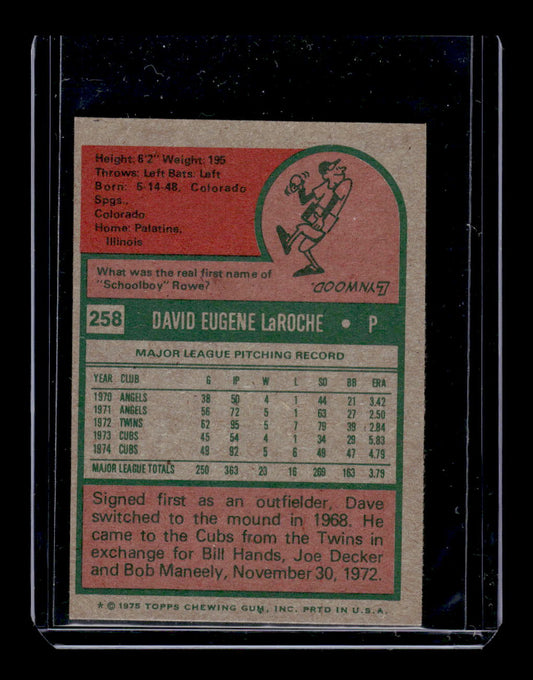 Height: 6'2" Weight: 195
Throws: Left Bats: Left
Born: 5-14-48, Colorado
Spgs.,
Colorado
Home: Palatine,
Illinois
What was the real first name of
"Schoolboy" Rowe?
LYNWOOD.
258 DAVID EUGENE LaROCHE • P
MAJOR LEAGUE PITCHING RECORD
YEAR CLUB G IP W L SO BB ERA
1970 ANGELS 38 50 4 1 44 21 3.42
1971 ANGELS 56 72 5 1 63 27 2.50
1972 TWINS 62 95 5 7 79 39 2.84
1973 CUBS 45 54 4 1 34 29 5.83
1974 CUBS 49 92 5 6 49 47 4.79
MAJOR LEAGUE TOTALS 250 363 23 16 269 163 3.79
Signed first as an outfielder, Dave
switched to the mound in 1968. He
came to the Cubs from the Twins in
exchange for Bill Hands, Joe Decker
and Bob Maneely, November 30, 1972.
* © 1975 TOPPS CHEWING GUM, INC. PRTD IN U.S.A.